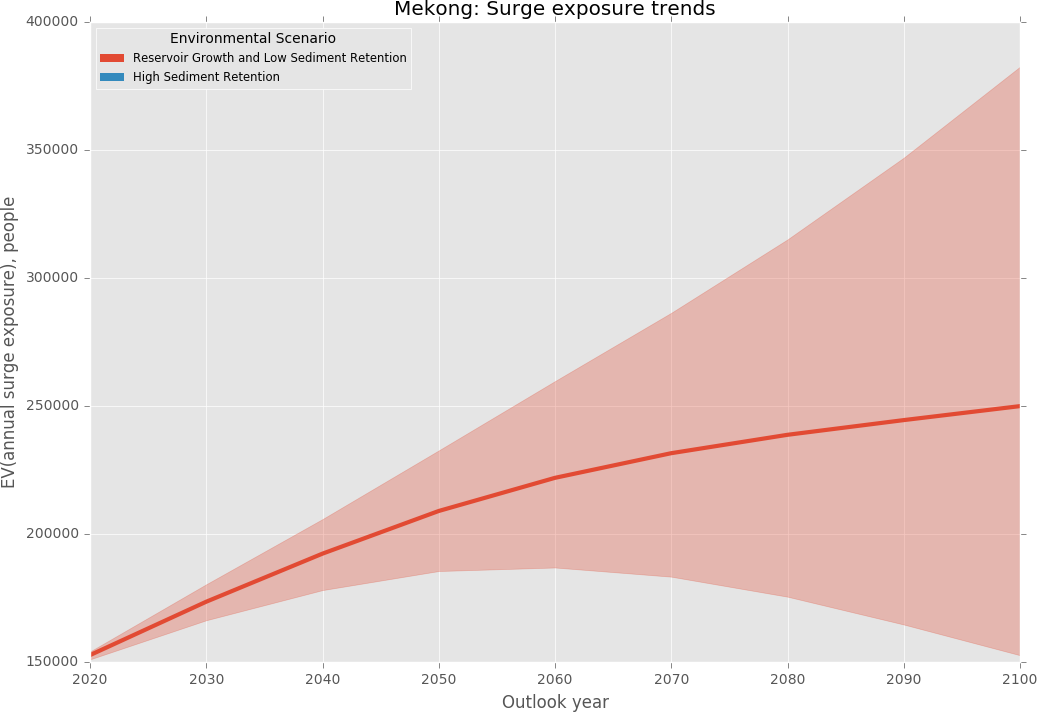 Mekong: Surge exposure trends
400000
350000
300000
250000
200000
150000
EV(annual surge exposure), people
Environmental Scenario
Reservoir Growth and Low Sediment Retention
High Sediment Retention
2020 2030 2040 2050 2060 2070 2080 2090 2100
Outlook year